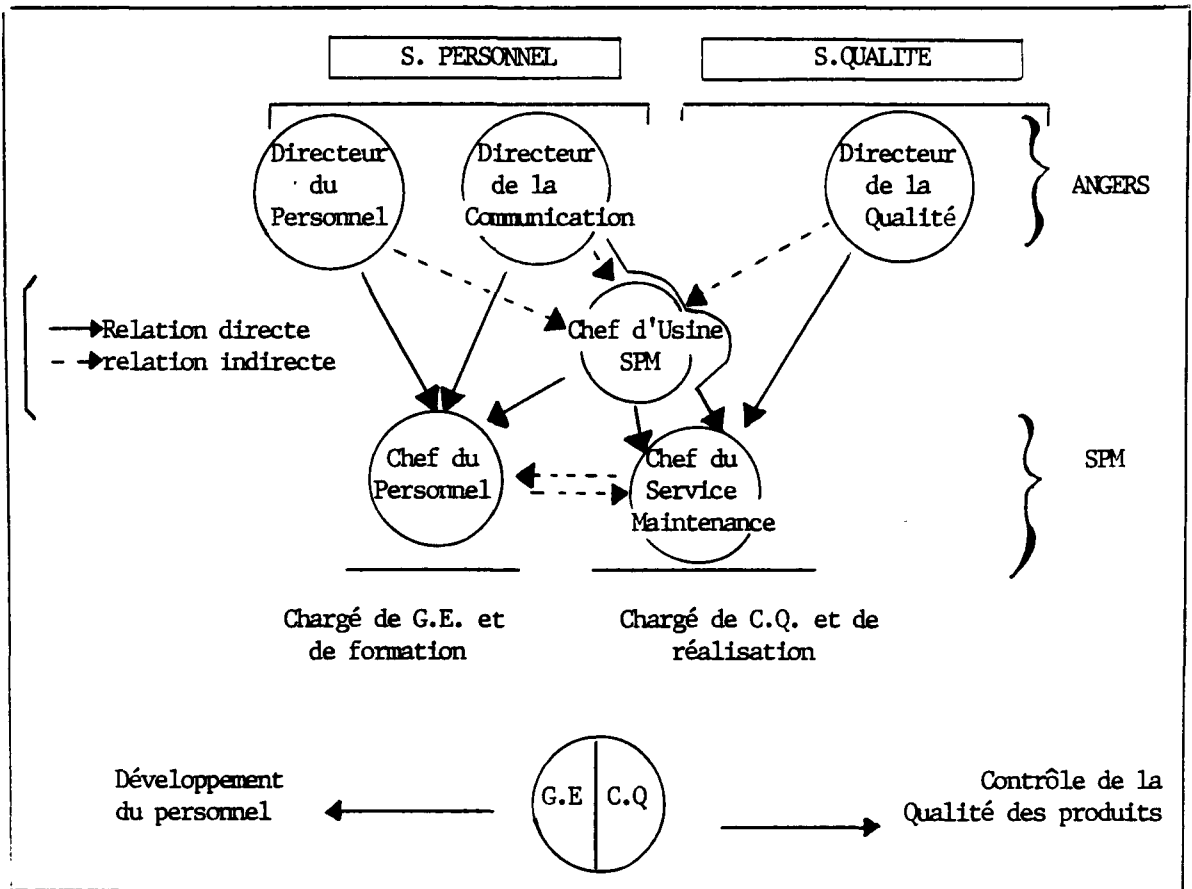 S. PERSONNEL
S.QUALITE
Directeur
du
Personnel
Directeur
de la
Communication
Directeur
de la
Qualité
ANGERS
Relation directe
relation indirecte
Chef d'Usine
SPM
Chef du
Personnel
Chef du
Service
Maintenance
SPM
Chargé de G.E. et
de formation
Chargé de C.Q. et de
réalisation
Développement
du personnel
G.E
C.Q
Contrôle de la
Qualité des produits